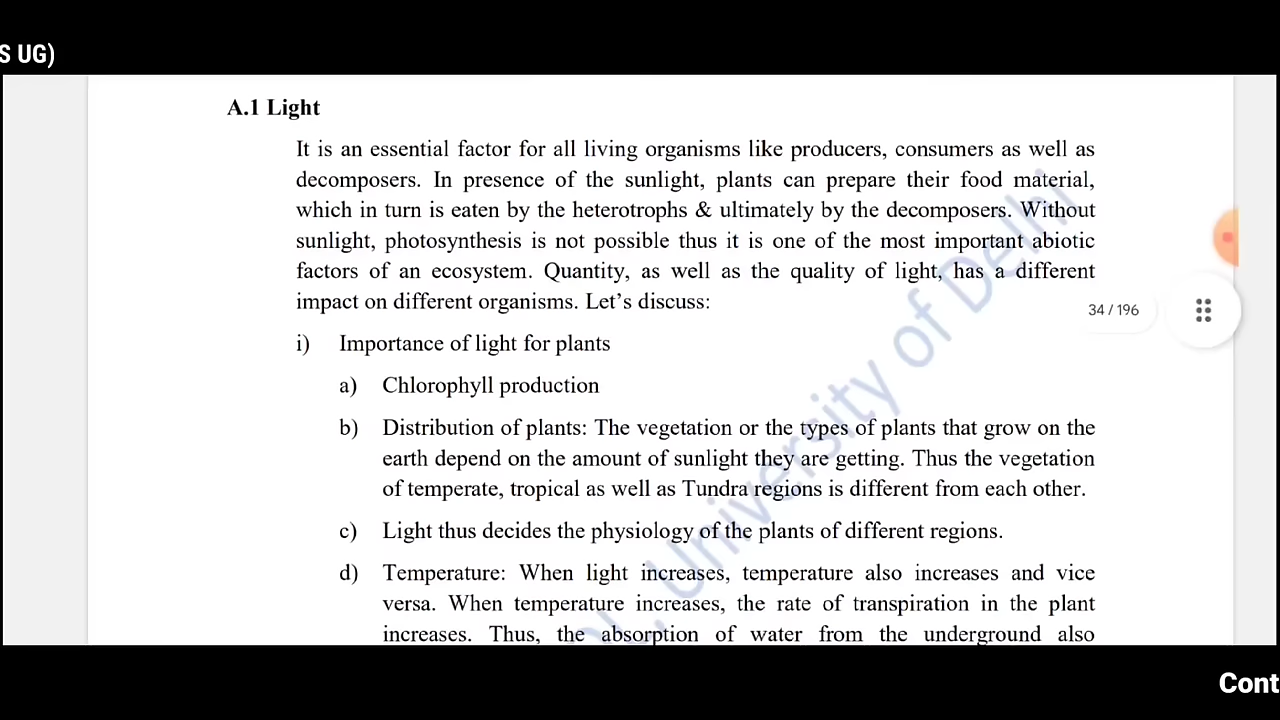 S UG)
A.1 Light
It is an essential factor for all living organisms like producers, consumers as well as
decomposers. In presence of the sunlight, plants can prepare their food material,
which in turn is eaten by the heterotrophs & ultimately by the decomposers. Without
sunlight, photosynthesis is not possible thus it is one of the most important abiotic
factors of an ecosystem. Quantity, as well as the quality of light, has a different
impact on different organisms. Let’s discuss:
34 / 196
i) Importance of light for plants
a) Chlorophyll production
b) Distribution of plants: The vegetation or the types of plants that grow on the
earth depend on the amount of sunlight they are getting. Thus the vegetation
of temperate, tropical as well as Tundra regions is different from each other.
c) Light thus decides the physiology of the plants of different regions.
d) Temperature: When light increases, temperature also increases and vice
versa. When temperature increases, the rate of transpiration in the plant
increases. Thus, the absorption of water from the underground also
University of Delhi
Cont